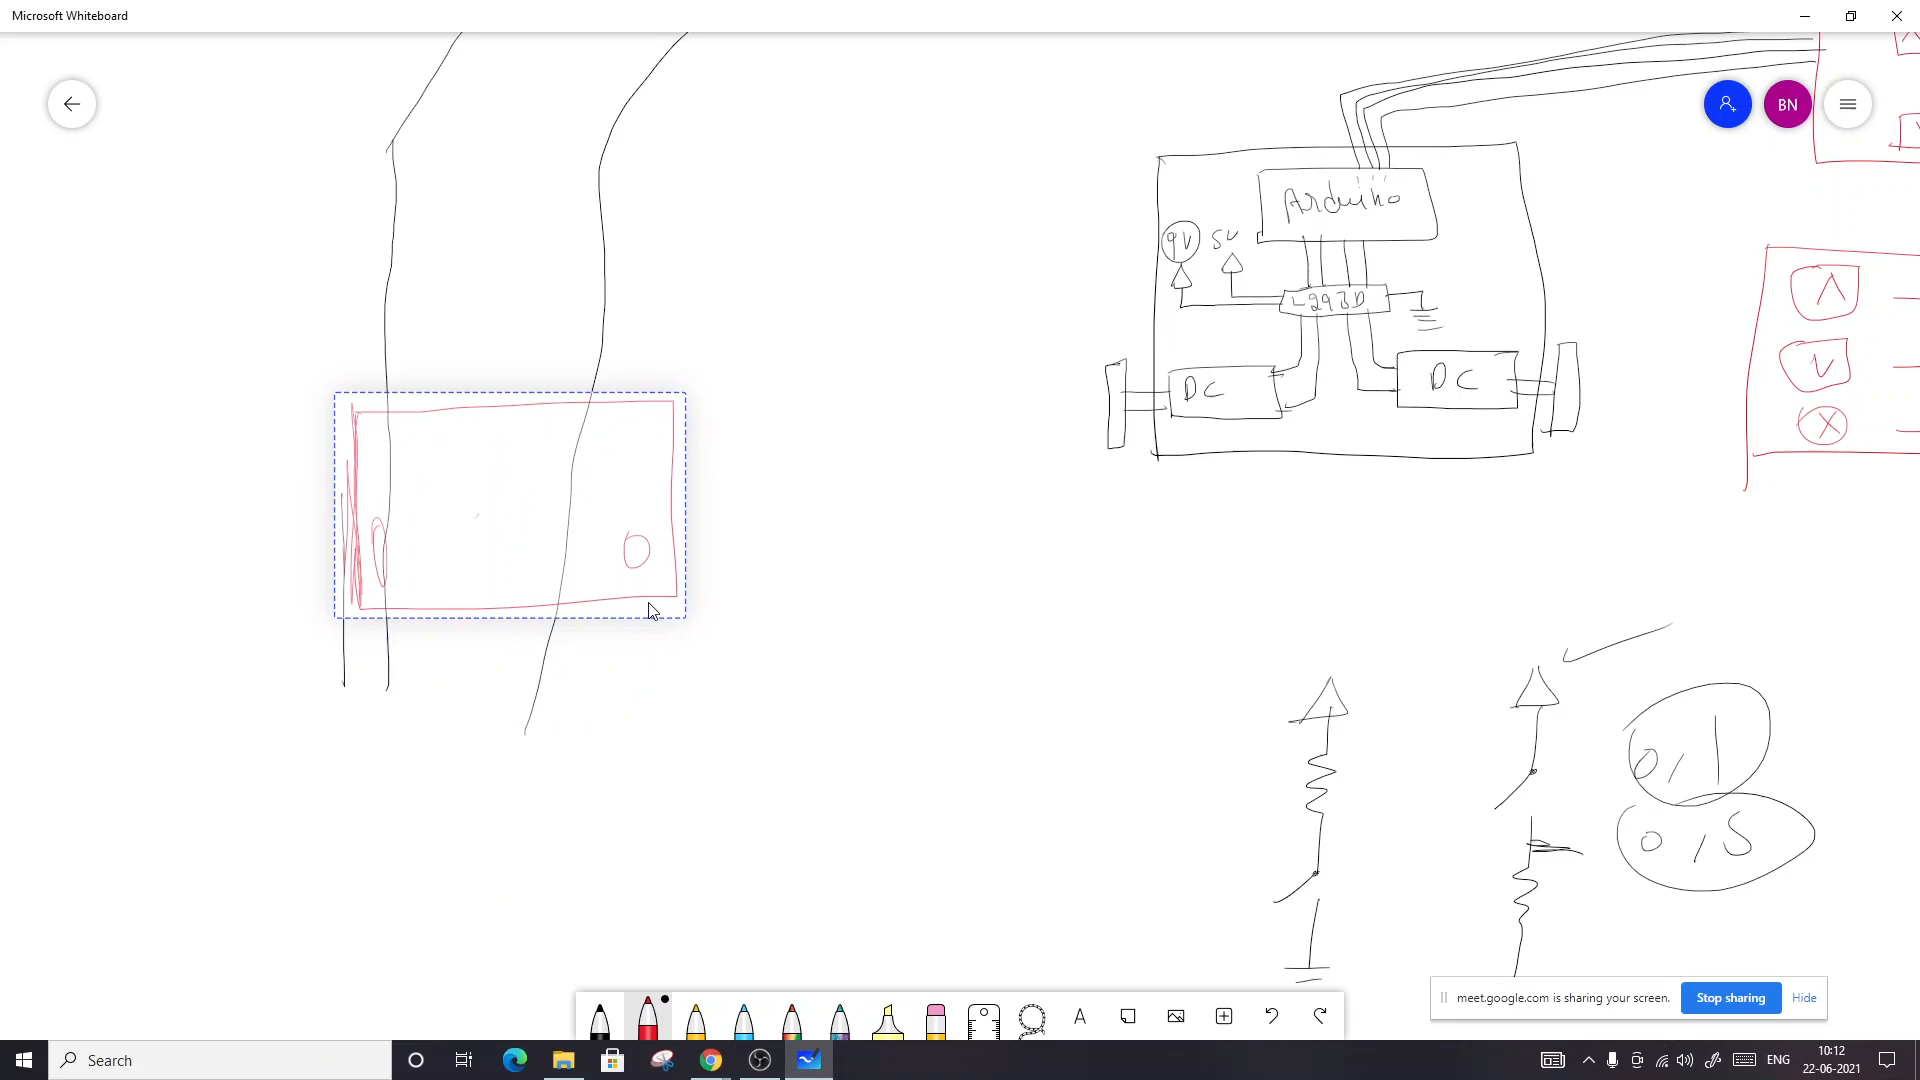 Microsoft Whiteboard
BN
Arduino
9V 5V
L293D
DC
DC
X
0, 1
0, 5
A
meet.google.com is sharing your screen.
Stop sharing
Hide
Search
ENG
10:12
22-06-2021